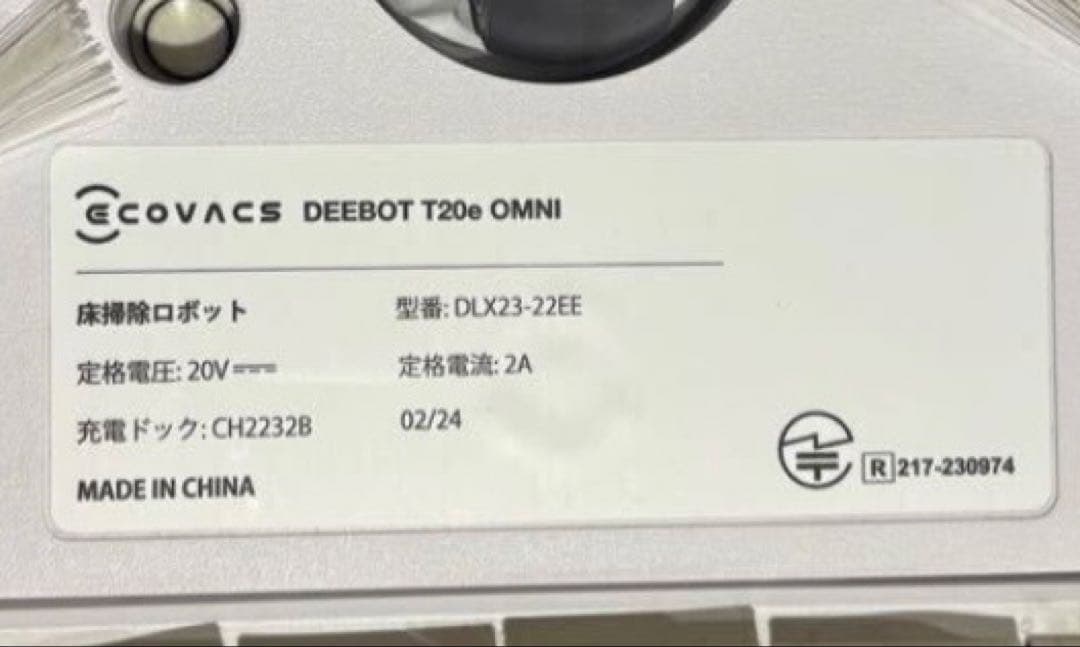 ECOVACS DEEBOT T20e OMNI
床掃除ロボット 型番: DLX23-22EE
定格電圧: 20V⎓ 定格電流: 2A
充電ドック: CH2232B 02/24
MADE IN CHINA
R 217-230974